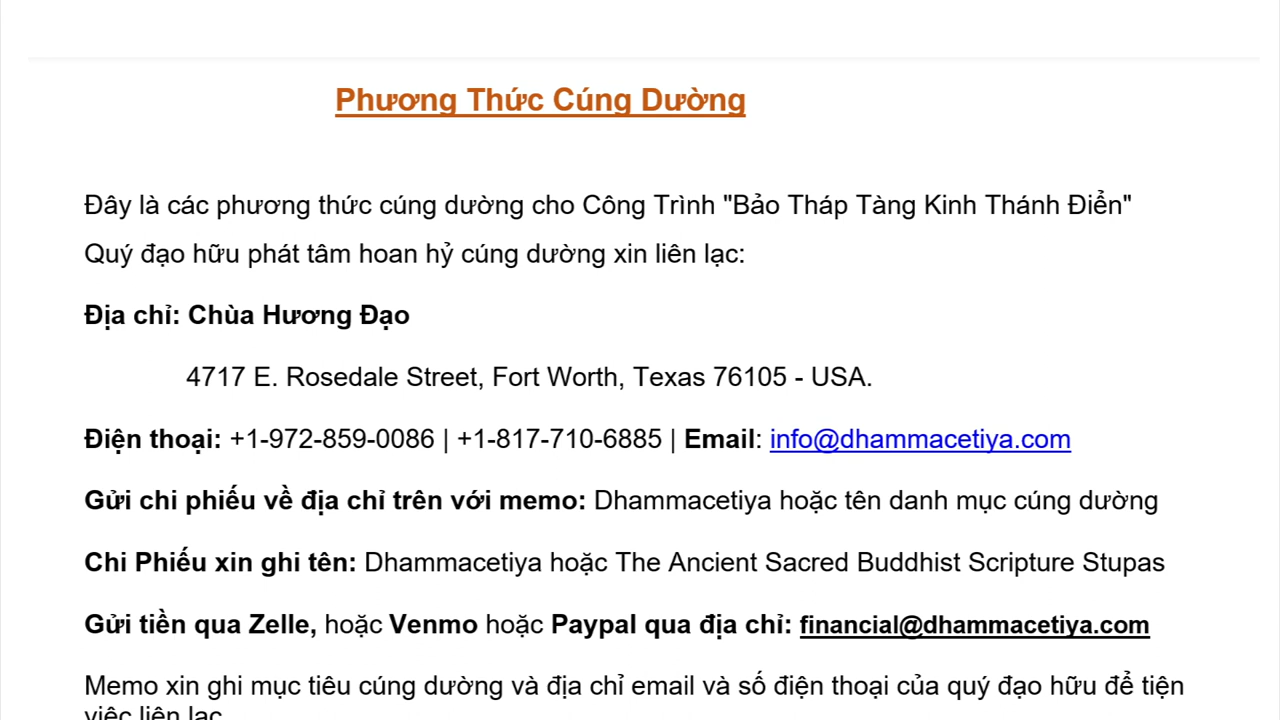 Phương Thức Cúng Dường
Đây là các phương thức cúng dường cho Công Trình "Bảo Tháp Tàng Kinh Thánh Điển"
Quý đạo hữu phát tâm hoan hỷ cúng dường xin liên lạc:
Địa chỉ: Chùa Hương Đạo
4717 E. Rosedale Street, Fort Worth, Texas 76105 - USA.
Điện thoại: +1-972-859-0086 | +1-817-710-6885 | Email: info@dhammacetiya.com
Gửi chi phiếu về địa chỉ trên với memo: Dhammacetiya hoặc tên danh mục cúng dường
Chi Phiếu xin ghi tên: Dhammacetiya hoặc The Ancient Sacred Buddhist Scripture Stupas
Gửi tiền qua Zelle, hoặc Venmo hoặc Paypal qua địa chỉ: financial@dhammacetiya.com
Memo xin ghi mục tiêu cúng dường và địa chỉ email và số điện thoại của quý đạo hữu để tiện
việc liên lạc